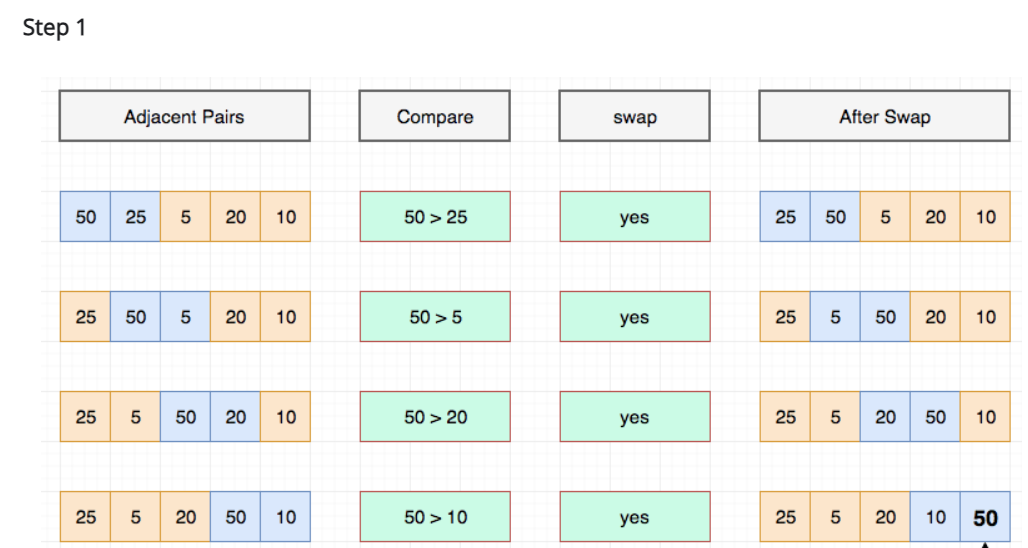 Step 1
Adjacent Pairs Compare swap After Swap
50 25 5 20 10 50 > 25 yes 25 50 5 20 10
25 50 5 20 10 50 > 5 yes 25 5 50 20 10
25 5 50 20 10 50 > 20 yes 25 5 20 50 10
25 5 20 50 10 50 > 10 yes 25 5 20 10 50